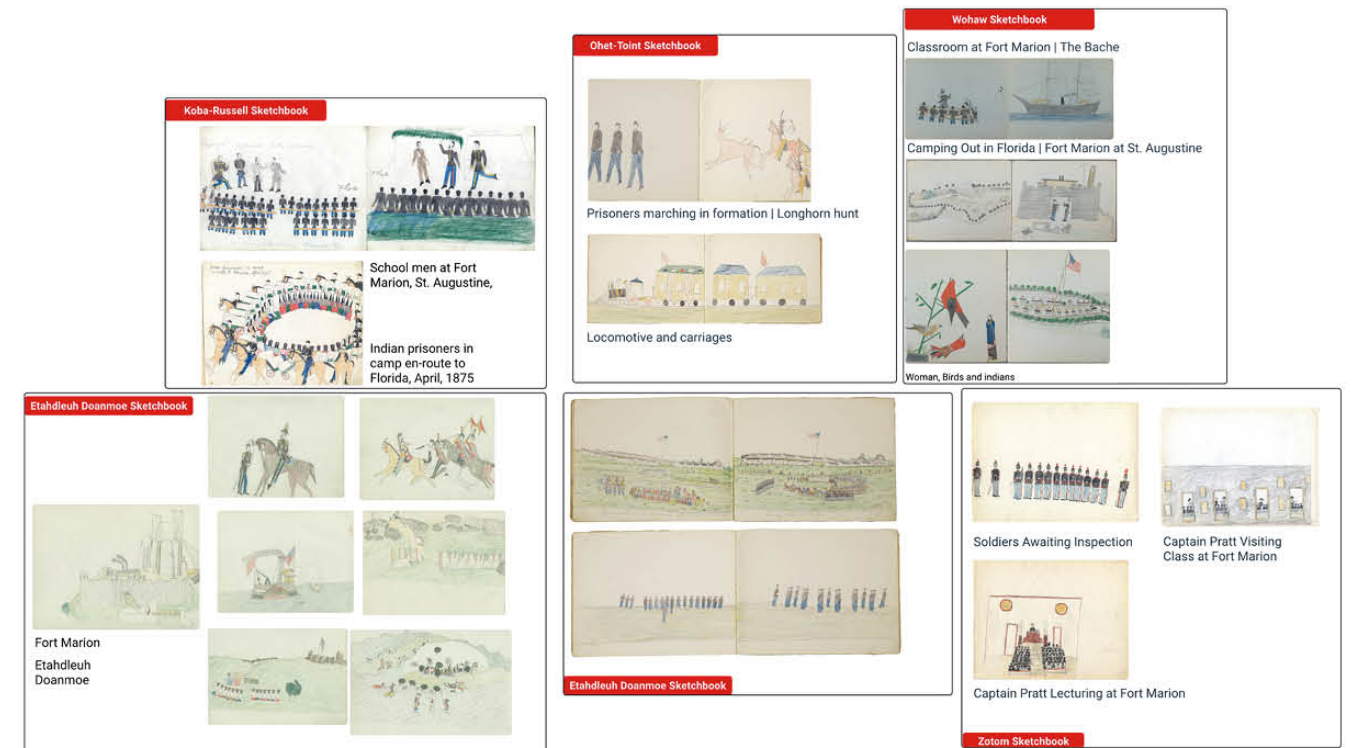 Koba-Russell Sketchbook
School men at Fort
Marion, St. Augustine,
Indian prisoners in
camp en-route to
Florida, April, 1875
Ohet-Toint Sketchbook
Prisoners marching in formation | Longhorn hunt
Locomotive and carriages
Wohaw Sketchbook
Classroom at Fort Marion | The Bache
Camping Out in Florida | Fort Marion at St. Augustine
Woman, Birds and indians
Etahdleuh Doanmoe Sketchbook
Fort Marion
Etahdleuh
Doanmoe
Etahdleuh Doanmoe Sketchbook
Soldiers Awaiting Inspection
Captain Pratt Visiting
Class at Fort Marion
Captain Pratt Lecturing at Fort Marion
Zotom Sketchbook